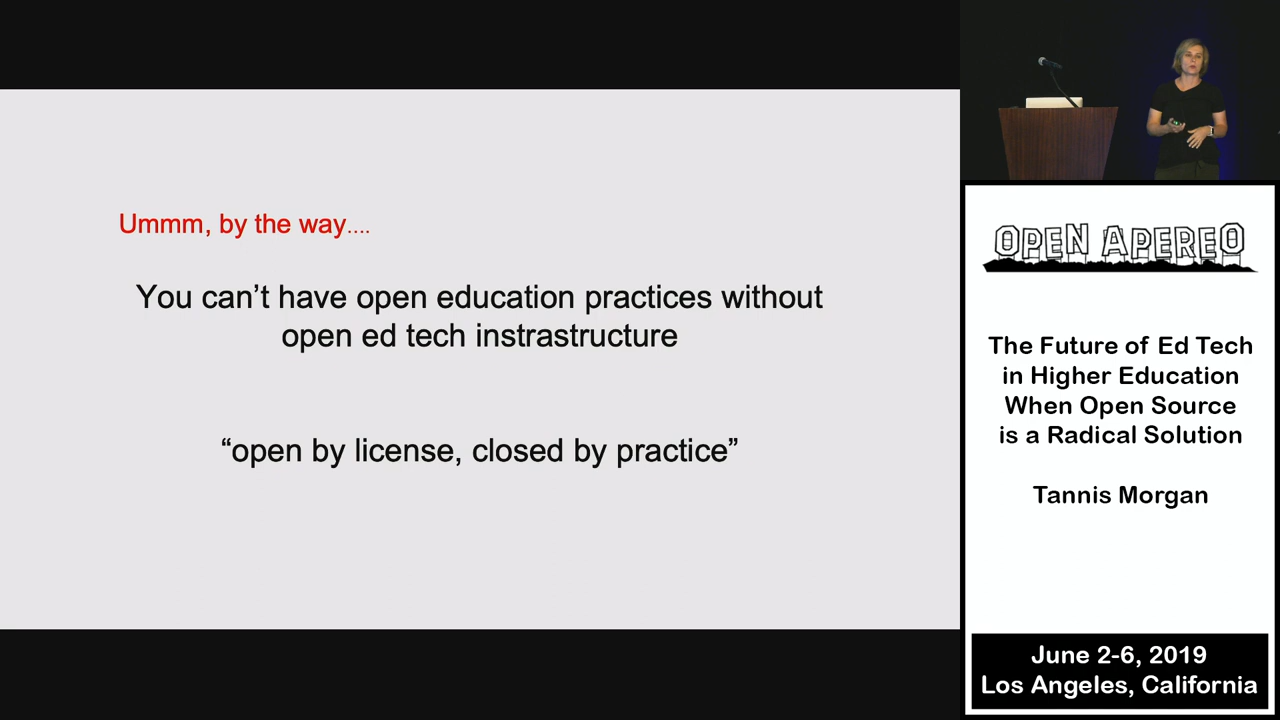 Ummm, by the way....
You can’t have open education practices without
open ed tech instrastructure
“open by license, closed by practice”
OPEN APEREO
The Future of Ed Tech
in Higher Education
When Open Source
is a Radical Solution
Tannis Morgan
June 2-6, 2019
Los Angeles, California